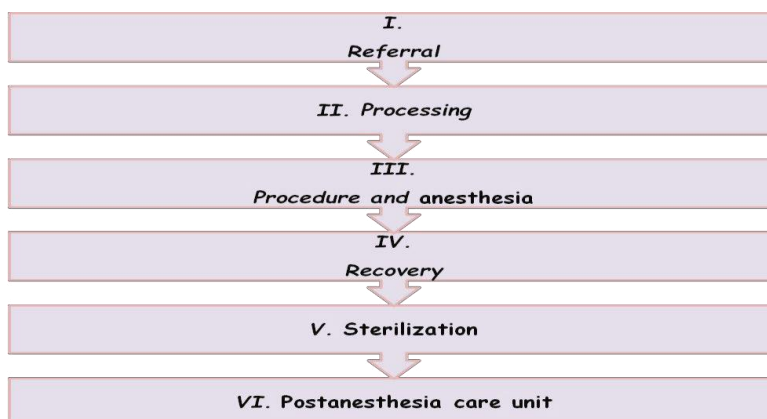 I.
Referral
II. Processing
III.
Procedure and anesthesia
IV.
Recovery
V. Sterilization
VI. Postanesthesia care unit